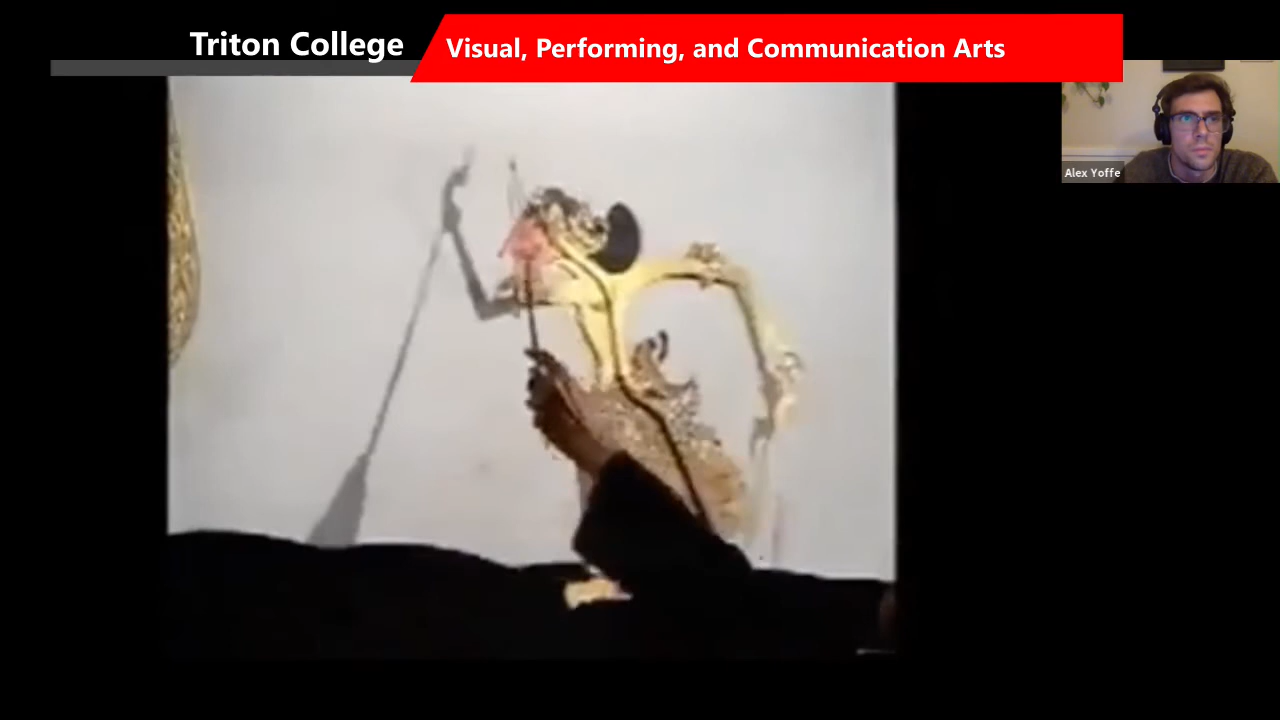 Triton College
Visual, Performing, and Communication Arts
Alex Yoffe